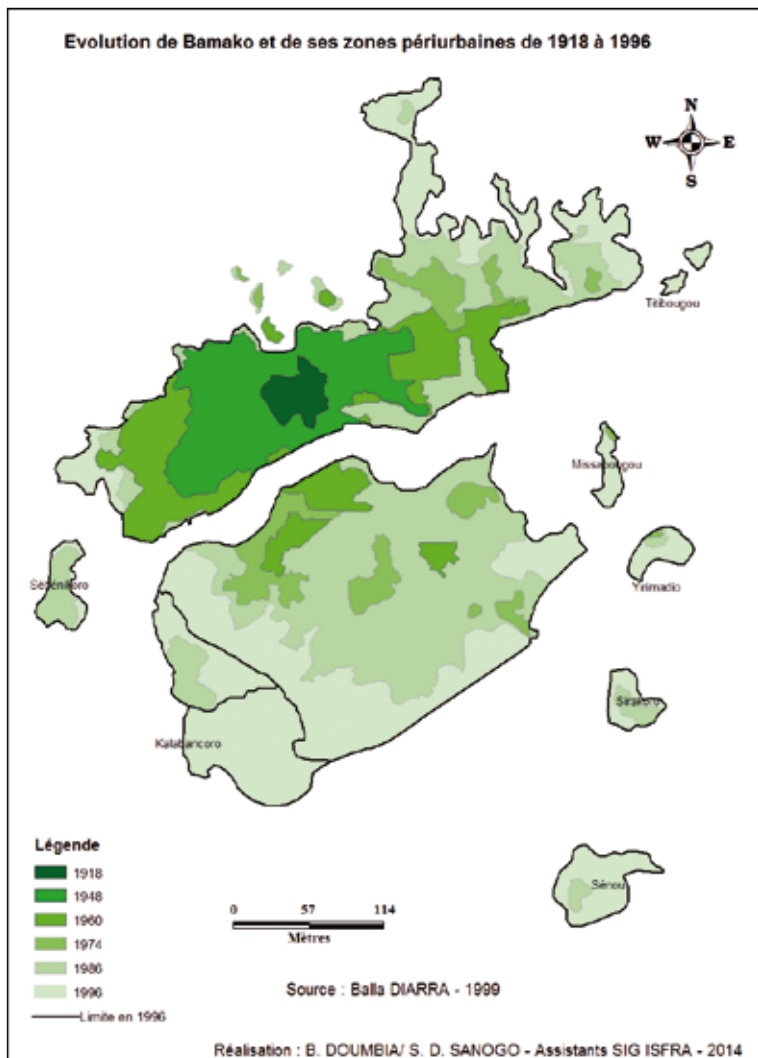 Evolution de Bamako et de ses zones périurbaines de 1918 à 1996
N
W E
S
Titibougou
Missabougou
Yirimadio
Sébénikoro
Sirakoro
Kalabancoro
Sénou
Légende
1918
1948
1960
1974
1986
1996
Limite en 1996
0 57 114
Mètres
Source : Balla DIARRA - 1999
Réalisation : B. DOUMBIA/ S. D. SANOGO - Assistants SIG ISFRA - 2014